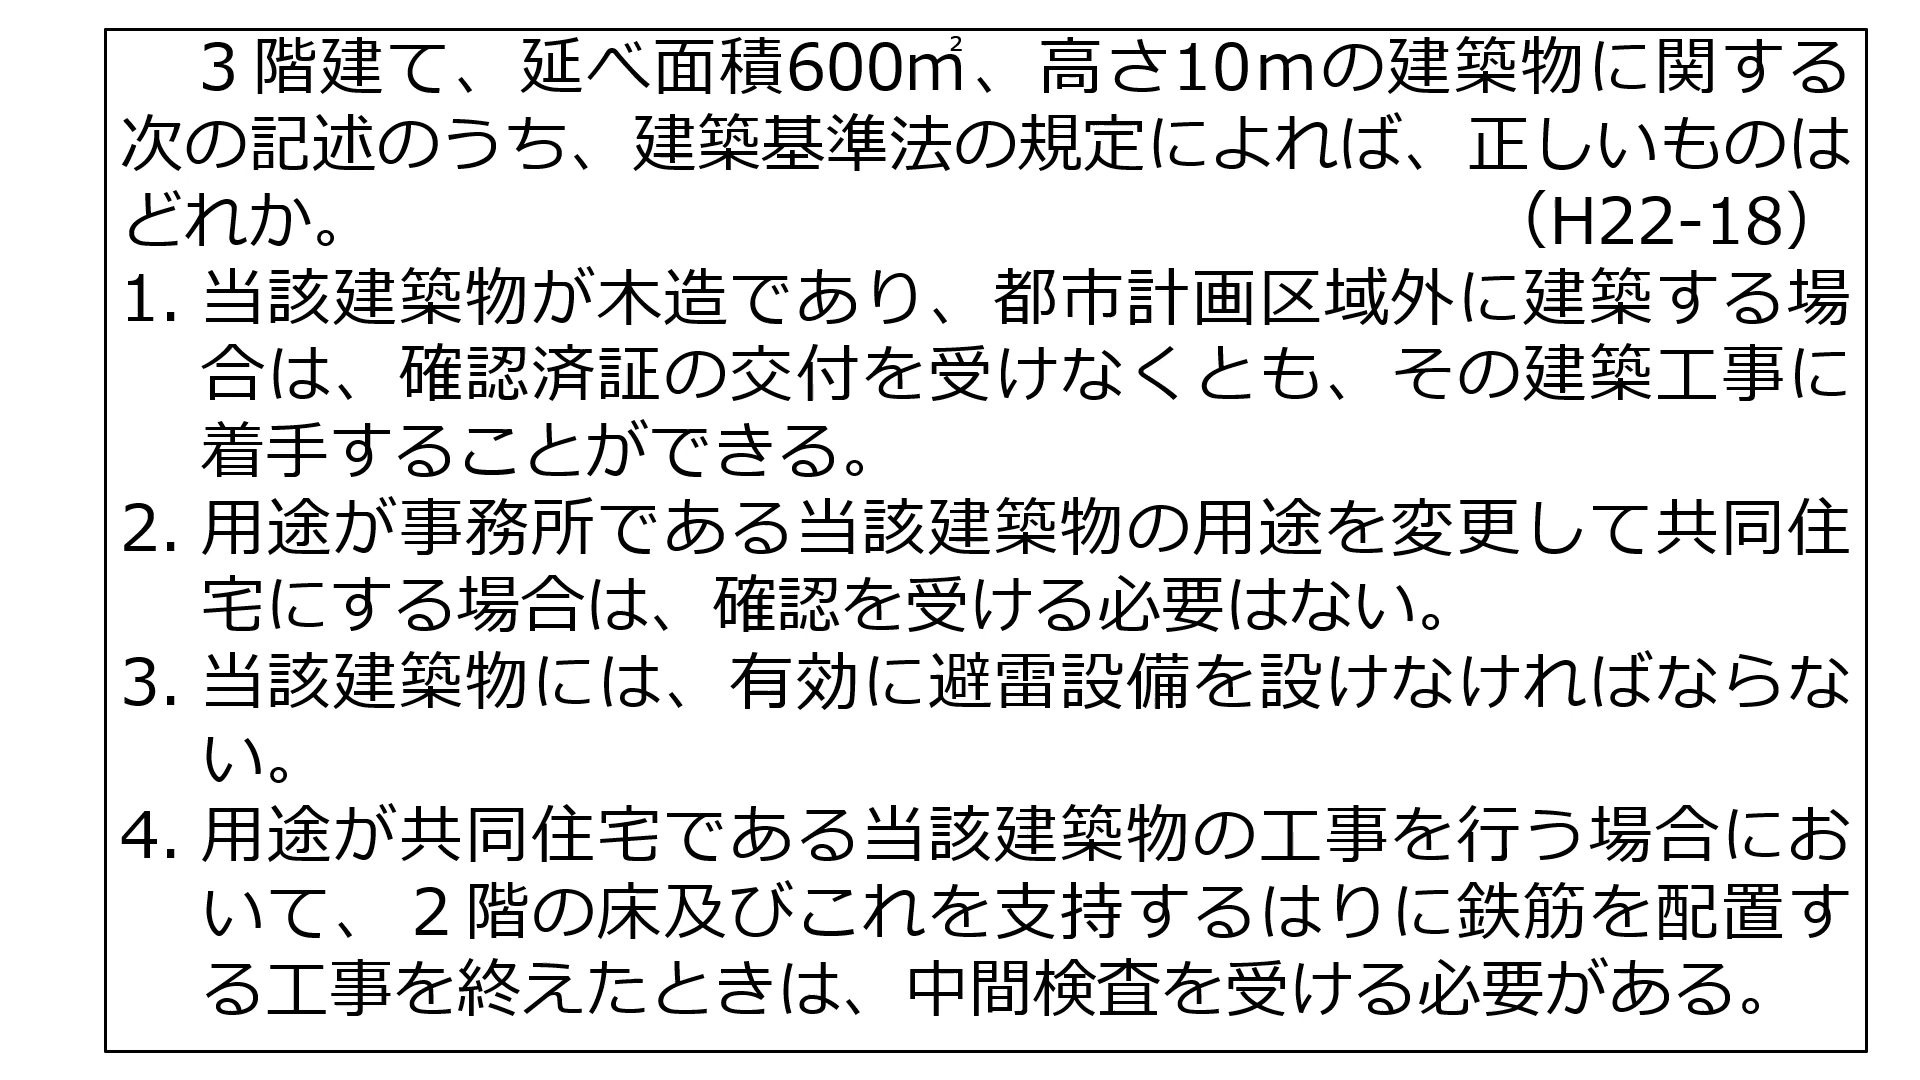 ３階建て、延べ面積600㎡、高さ10ｍの建築物に関する
次の記述のうち、建築基準法の規定によれば、正しいものは
どれか。（H22-18）
1. 当該建築物が木造であり、都市計画区域外に建築する場
合は、確認済証の交付を受けなくとも、その建築工事に
着手することができる。
2. 用途が事務所である当該建築物の用途を変更して共同住
宅にする場合は、確認を受ける必要はない。
3. 当該建築物には、有効に避雷設備を設けなければならな
い。
4. 用途が共同住宅である当該建築物の工事を行う場合にお
いて、２階の床及びこれを支持するはりに鉄筋を配置す
る工事を終えたときは、中間検査を受ける必要がある。